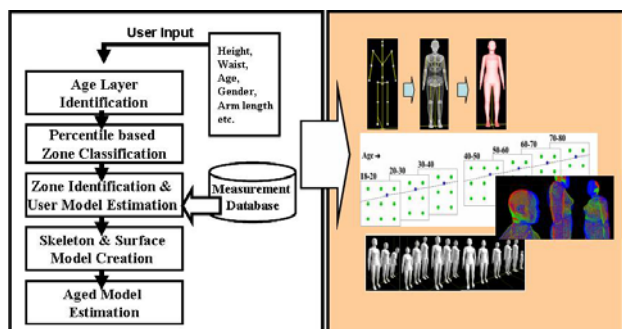 User Input
Height,
Waist,
Age,
Gender,
Arm length
etc.
Age Layer
Identification
Percentile based
Zone Classification
Zone Identification &
User Model Estimation
Measurement
Database
Skeleton & Surface
Model Creation
Aged Model
Estimation
Age ➔
18-20
20-30
30-40
40-50
50-60
60-70
70-80